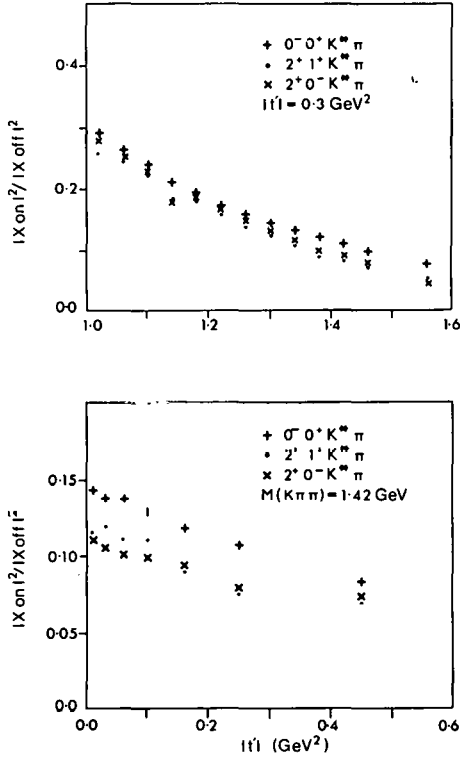 0·4
+ 0⁻ 0⁺ K** π
· 2⁺ 1⁺ K** π
× 2⁺ 0⁻ K** π
|t'| = 0·3 GeV²
|X on|²/|X off|²
0·2
0·0
1·0 1·2 1·4 1·6
+ 0⁻ 0⁺ K** π
· 2⁺ 1⁺ K** π
× 2⁺ 0⁻ K** π
M(Kππ) = 1·42 GeV
0·15
|X on|²/|X off|²
0·10
0·05
0·0
0·0 0·2 0·4 0·6
|t'| (GeV²)